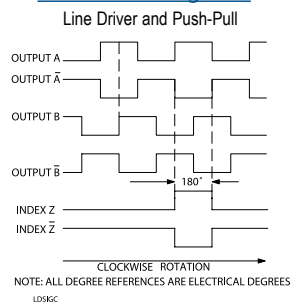 Line Driver and Push-Pull
OUTPUT A
OUTPUT A̅
OUTPUT B
OUTPUT B̅
180°
INDEX Z
INDEX Z̅
CLOCKWISE ROTATION
NOTE: ALL DEGREE REFERENCES ARE ELECTRICAL DEGREES
LDSIGC